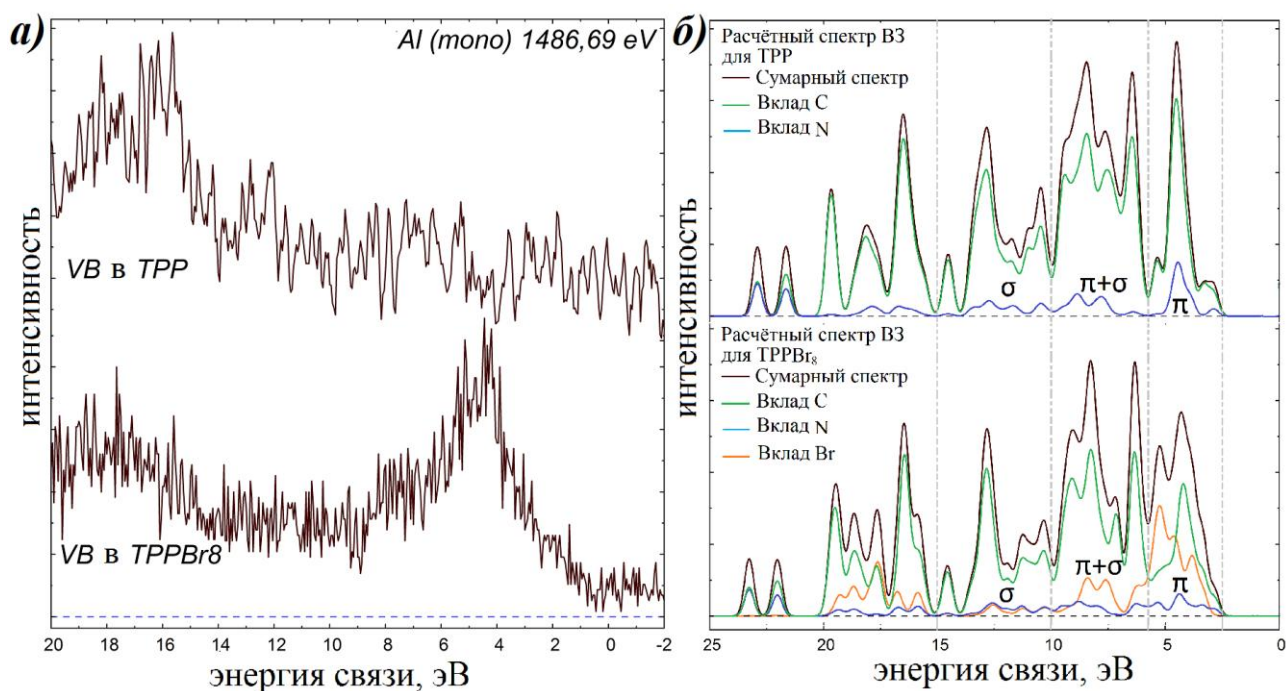 а)
Al (mono) 1486,69 eV
интенсивность
VB в TPP
VB в TPPBr8
20 18 16 14 12 10 8 6 4 2 0 -2
энергия связи, эВ
б)
интенсивность
Расчётный спектр ВЗ
для TPP
Сумарный спектр
Вклад C
Вклад N
σ
π+σ
π
Расчётный спектр ВЗ
для TPPBr₈
Сумарный спектр
Вклад C
Вклад N
Вклад Br
σ
π+σ
π
25 20 15 10 5 0
энергия связи, эВ